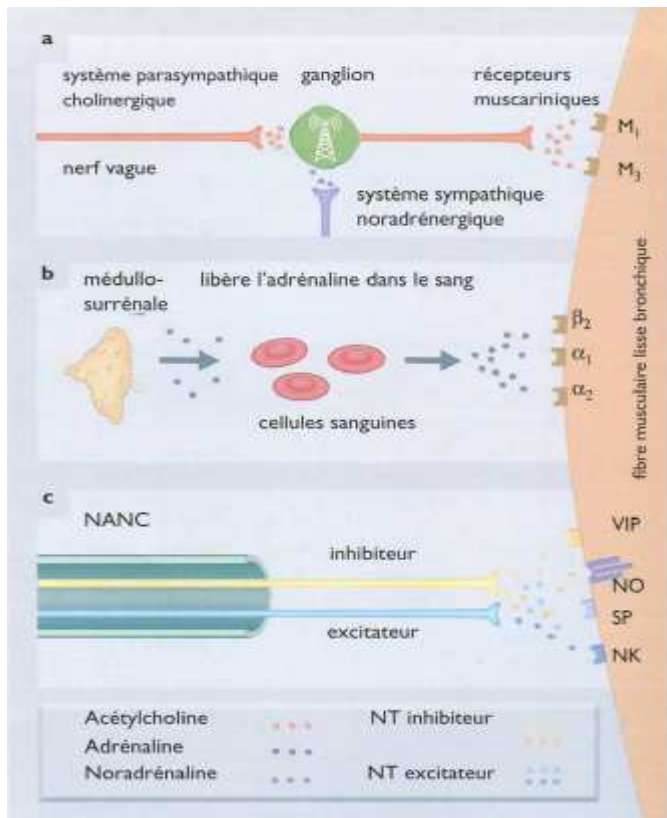 a
système parasympathique
cholinergique
ganglion
récepteurs
muscariniques
M₁
M₃
nerf vague
système sympathique
noradrénergique
b
médullo-
surrénale
libère l'adrénaline dans le sang
β₂
α₁
α₂
cellules sanguines
fibre musculaire lisse bronchique
c
NANC
inhibiteur
excitateur
VIP
NO
SP
NK
Acétylcholine
NT inhibiteur
Adrénaline
Noradrénaline
NT excitateur